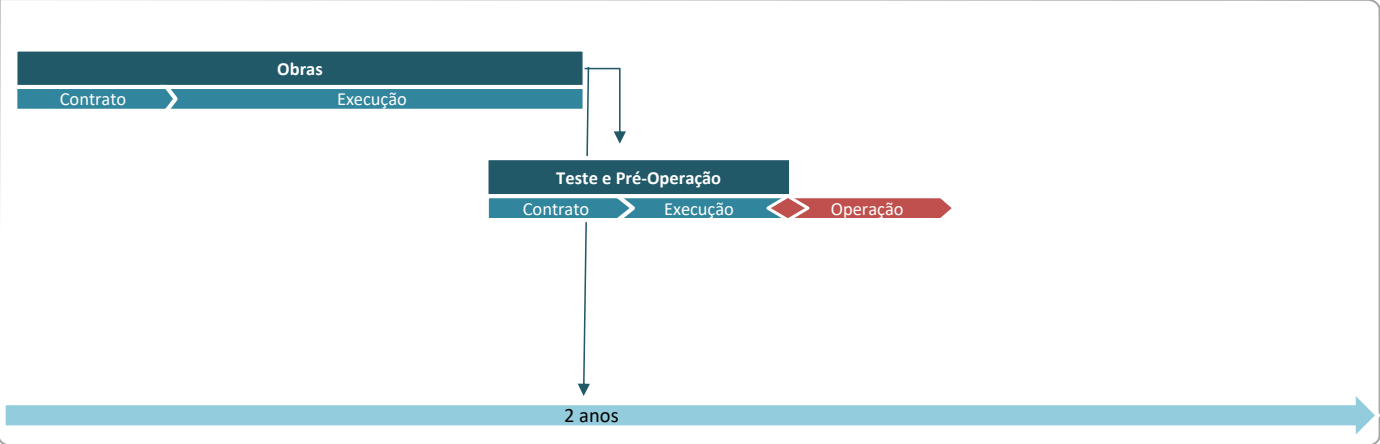 Obras
Contrato Execução
Teste e Pré-Operação
Contrato Execução Operação
2 anos